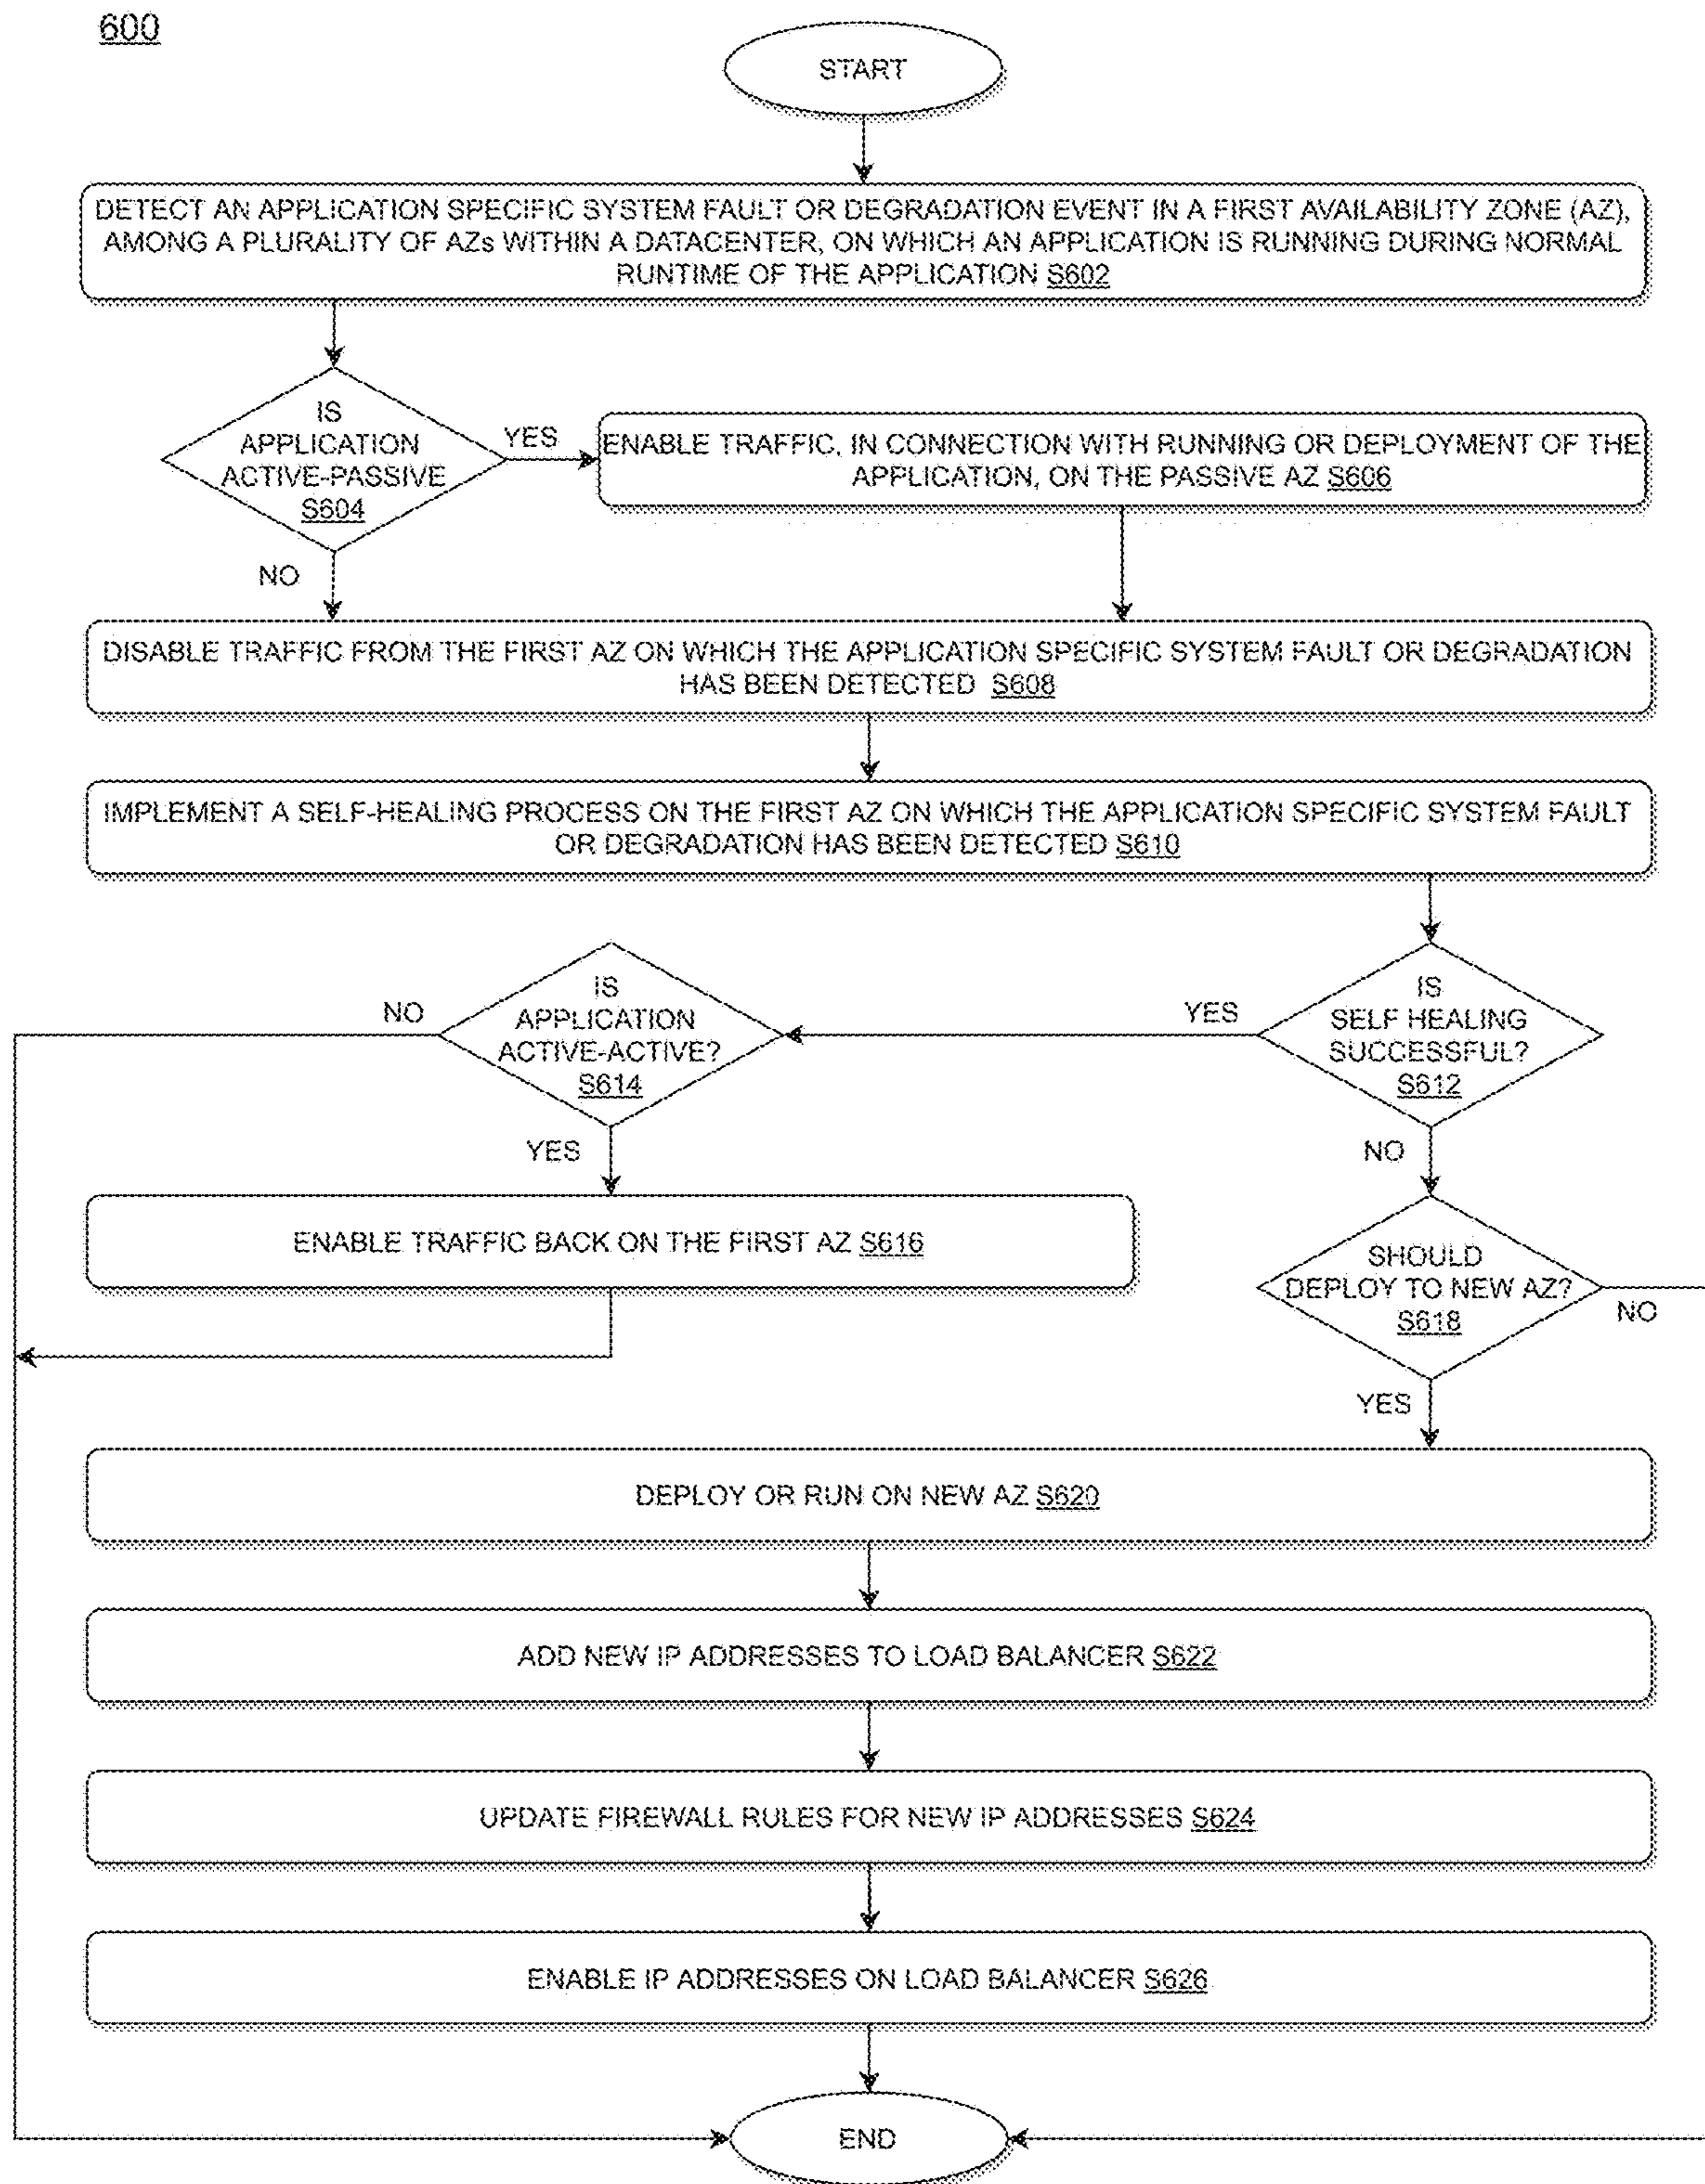 600
START
DETECT AN APPLICATION SPECIFIC SYSTEM FAULT OR DEGRADATION EVENT IN A FIRST AVAILABILITY ZONE (AZ),
AMONG A PLURALITY OF AZs WITHIN A DATACENTER, ON WHICH AN APPLICATION IS RUNNING DURING NORMAL
RUNTIME OF THE APPLICATION S602
IS
APPLICATION
ACTIVE-PASSIVE
S604
YES
ENABLE TRAFFIC, IN CONNECTION WITH RUNNING OR DEPLOYMENT OF THE
APPLICATION, ON THE PASSIVE AZ S606
NO
DISABLE TRAFFIC FROM THE FIRST AZ ON WHICH THE APPLICATION SPECIFIC SYSTEM FAULT OR DEGRADATION
HAS BEEN DETECTED S608
IMPLEMENT A SELF-HEALING PROCESS ON THE FIRST AZ ON WHICH THE APPLICATION SPECIFIC SYSTEM FAULT
OR DEGRADATION HAS BEEN DETECTED S610
NO
IS
APPLICATION
ACTIVE-ACTIVE?
S614
YES
IS
SELF HEALING
SUCCESSFUL?
S612
YES
NO
ENABLE TRAFFIC BACK ON THE FIRST AZ S616
SHOULD
DEPLOY TO NEW AZ?
S618
NO
YES
DEPLOY OR RUN ON NEW AZ S620
ADD NEW IP ADDRESSES TO LOAD BALANCER S622
UPDATE FIREWALL RULES FOR NEW IP ADDRESSES S624
ENABLE IP ADDRESSES ON LOAD BALANCER S626
END